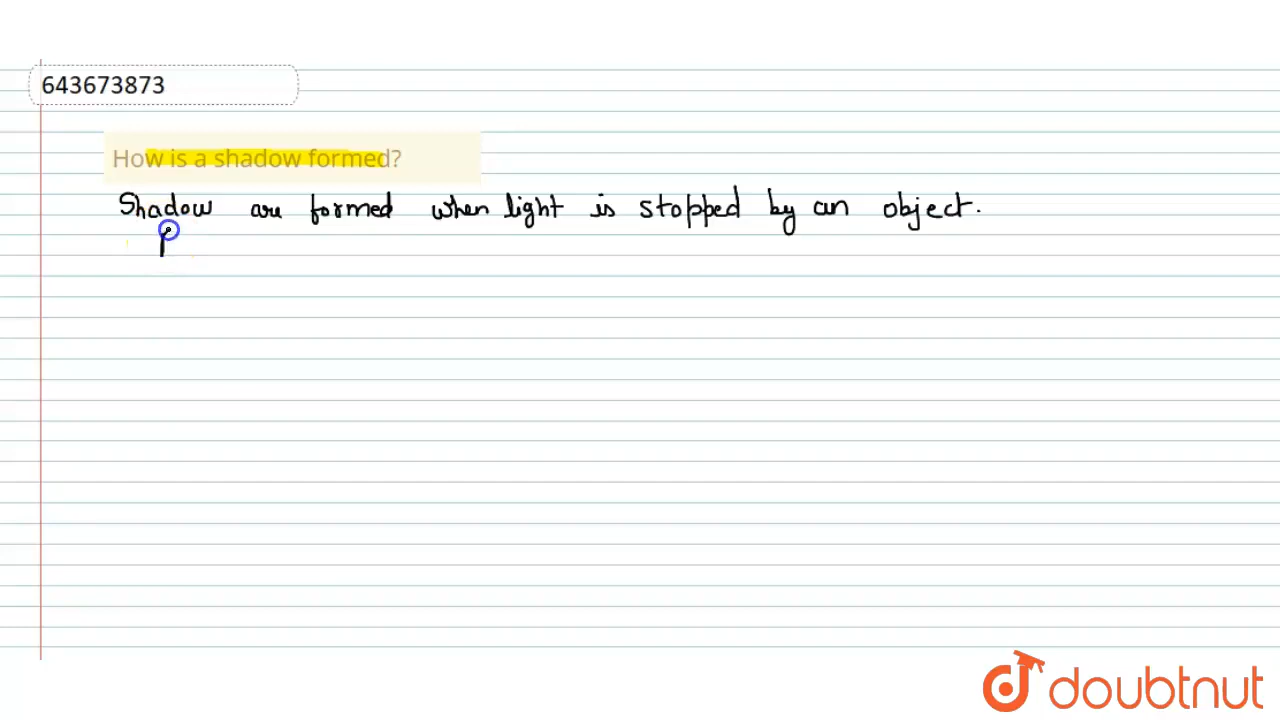 643673873
How is a shadow formed?
Shadow are formed when light is stopped by an object.
doubtnut